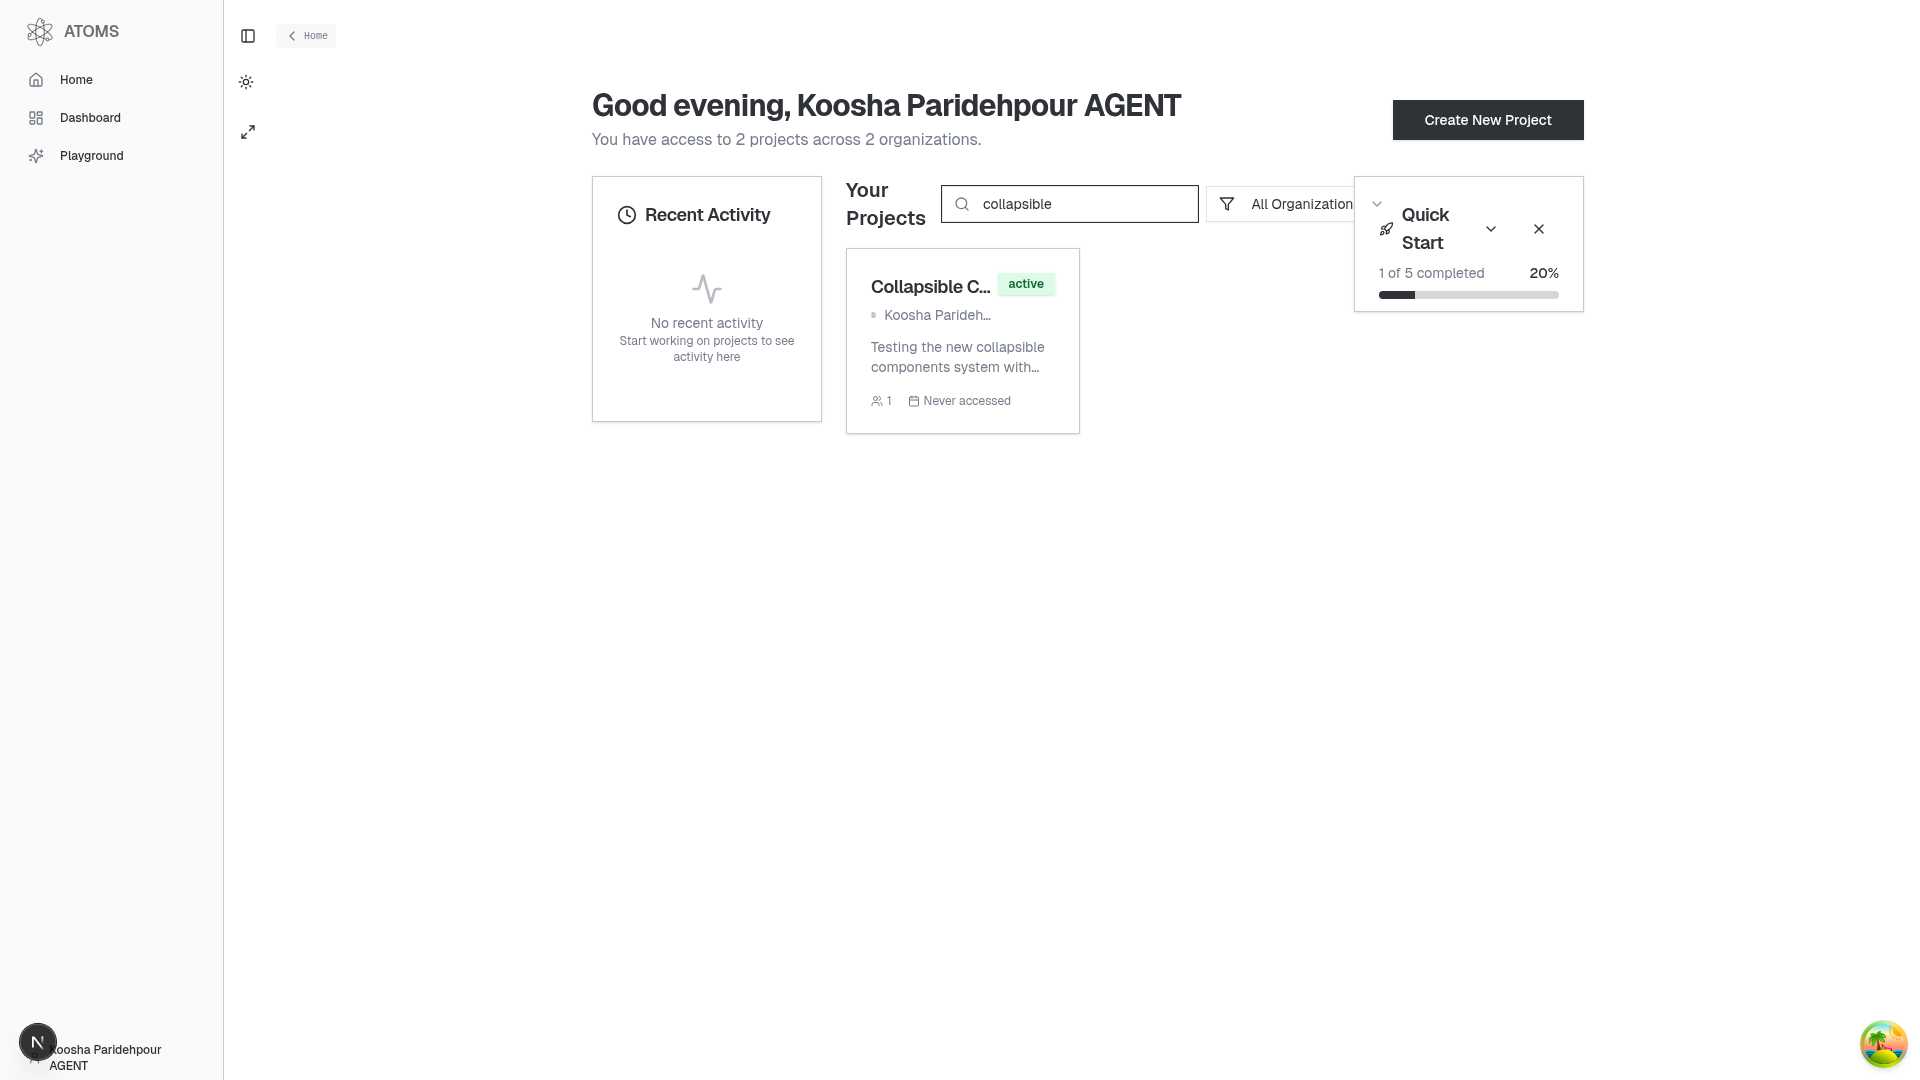 ATOMS
Home
Dashboard
Playground
Home
Good evening, Koosha Paridehpour AGENT
You have access to 2 projects across 2 organizations.
Create New Project
Recent Activity
No recent activity
Start working on projects to see
activity here
Your
Projects
collapsible
All Organization
Collapsible C...
active
Koosha Parideh...
Testing the new collapsible
components system with...
1
Never accessed
Quick
Start
1 of 5 completed
20%
N
Koosha Paridehpour
AGENT